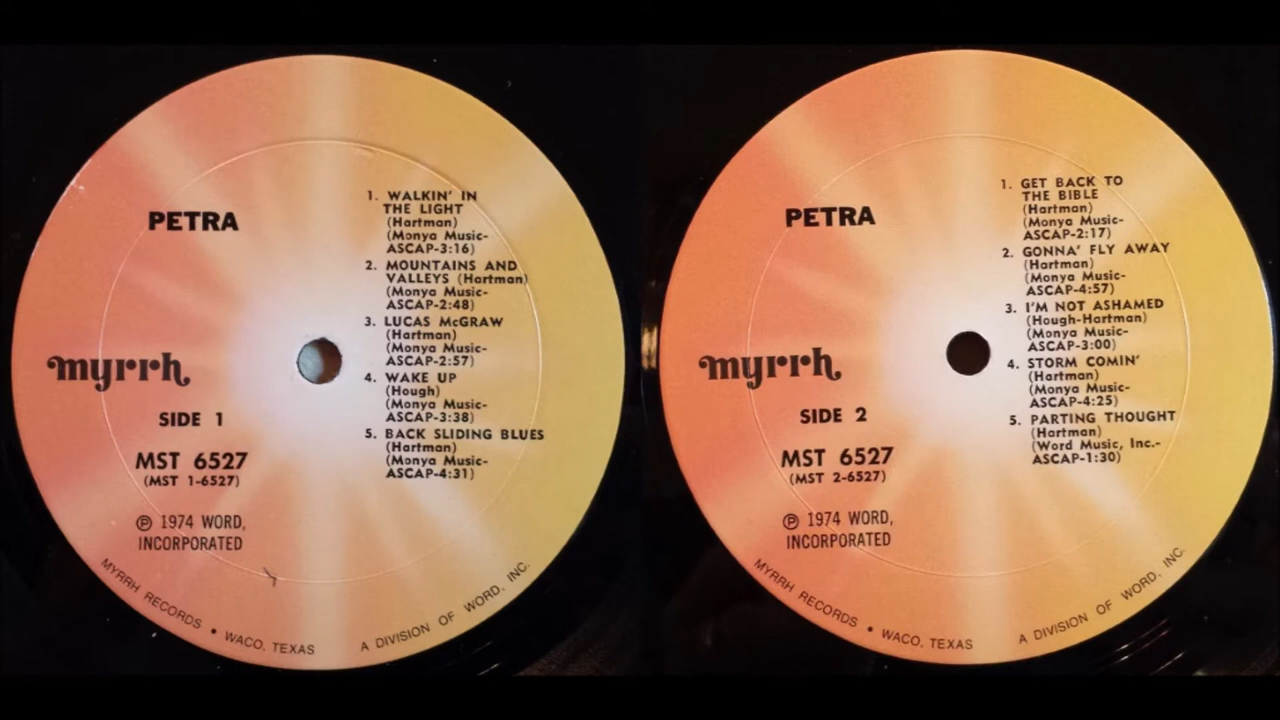 PETRA
1. WALKIN' IN
THE LIGHT
(Hartman)
(Monya Music-
ASCAP-3:16)
2. MOUNTAINS AND
VALLEYS (Hartman)
(Monya Music-
ASCAP-2:48)
3. LUCAS McGRAW
(Hartman)
(Monya Music-
ASCAP-2:57)
4. WAKE UP
(Hough)
(Monya Music-
ASCAP-3:38)
5. BACK SLIDING BLUES
(Hartman)
(Monya Music-
ASCAP-4:31)
myrrh
SIDE 1
MST 6527
(MST 1-6527)
Ⓟ 1974 WORD,
INCORPORATED
MYRRH RECORDS • WACO, TEXAS A DIVISION OF WORD, INC.
PETRA
1. GET BACK TO
THE BIBLE
(Hartman)
(Monya Music-
ASCAP-2:17)
2. GONNA' FLY AWAY
(Hartman)
(Monya Music-
ASCAP-4:57)
3. I'M NOT ASHAMED
(Hough-Hartman)
(Monya Music-
ASCAP-3:00)
4. STORM COMIN'
(Hartman)
(Monya Music-
ASCAP-4:25)
5. PARTING THOUGHT
(Hartman)
(Word Music, Inc.-
ASCAP-1:30)
myrrh
SIDE 2
MST 6527
(MST 2-6527)
Ⓟ 1974 WORD,
INCORPORATED
MYRRH RECORDS • WACO, TEXAS A DIVISION OF WORD, INC.